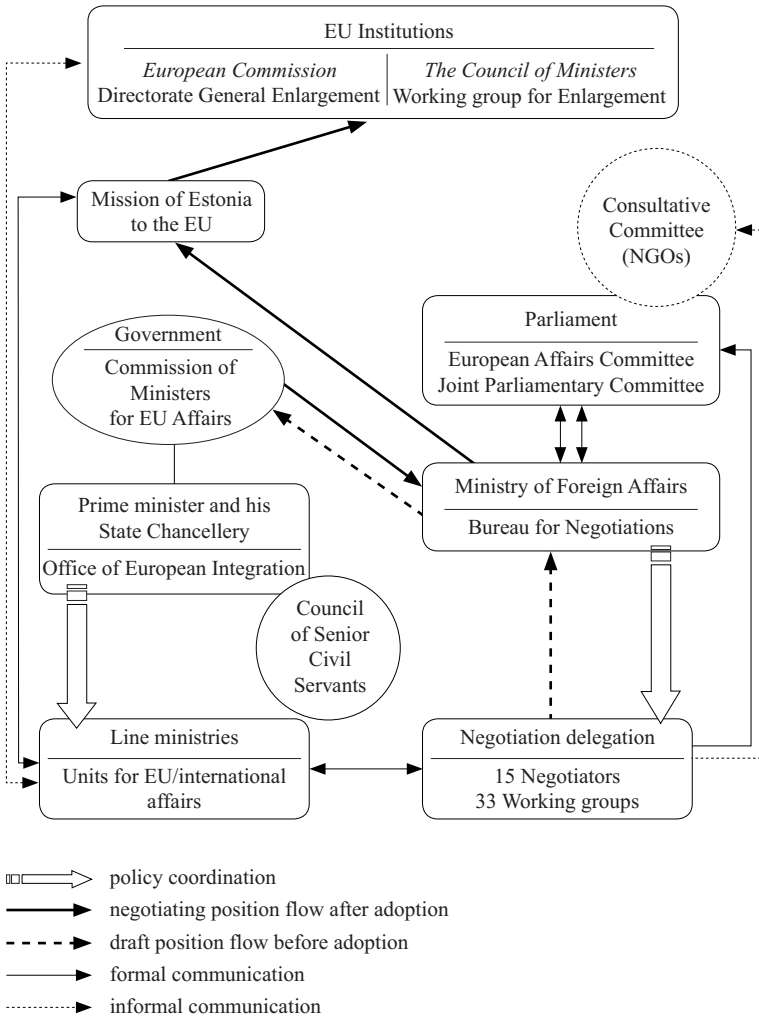 EU Institutions
European Commission
Directorate General Enlargement
The Council of Ministers
Working group for Enlargement
Mission of Estonia
to the EU
Consultative
Committee
(NGOs)
Government
Commission of
Ministers
for EU Affairs
Parliament
European Affairs Committee
Joint Parliamentary Committee
Prime minister and his
State Chancellery
Office of European Integration
Ministry of Foreign Affairs
Bureau for Negotiations
Council
of Senior
Civil
Servants
Line ministries
Units for EU/international
affairs
Negotiation delegation
15 Negotiators
33 Working groups
policy coordination
negotiating position flow after adoption
draft position flow before adoption
formal communication
informal communication